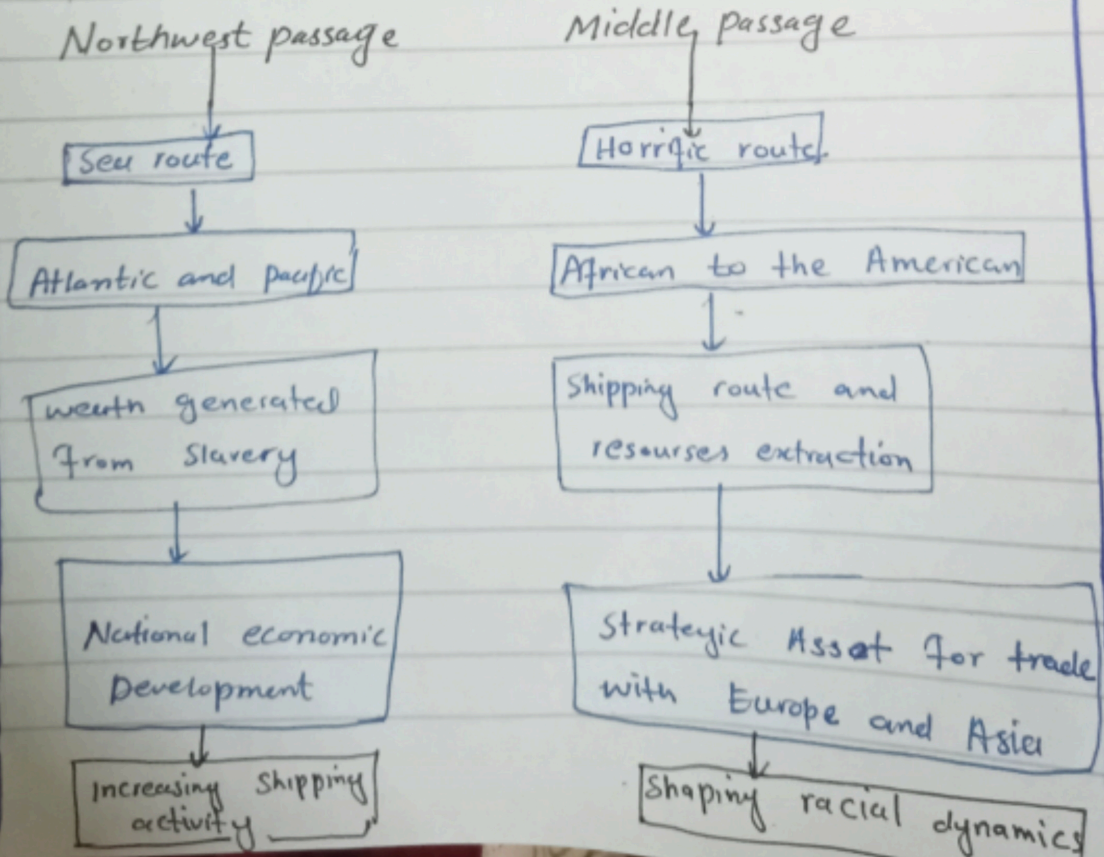 Northwest passage
Sea route
Atlantic and pacific
wealth generated
from slavery
National economic
Development
Increasing Shipping
activity
Middle passage
Horrific route
African to the American
Shipping route and
resourses extraction
Strategic Asset for trade
with Europe and Asia
Shaping racial dynamics